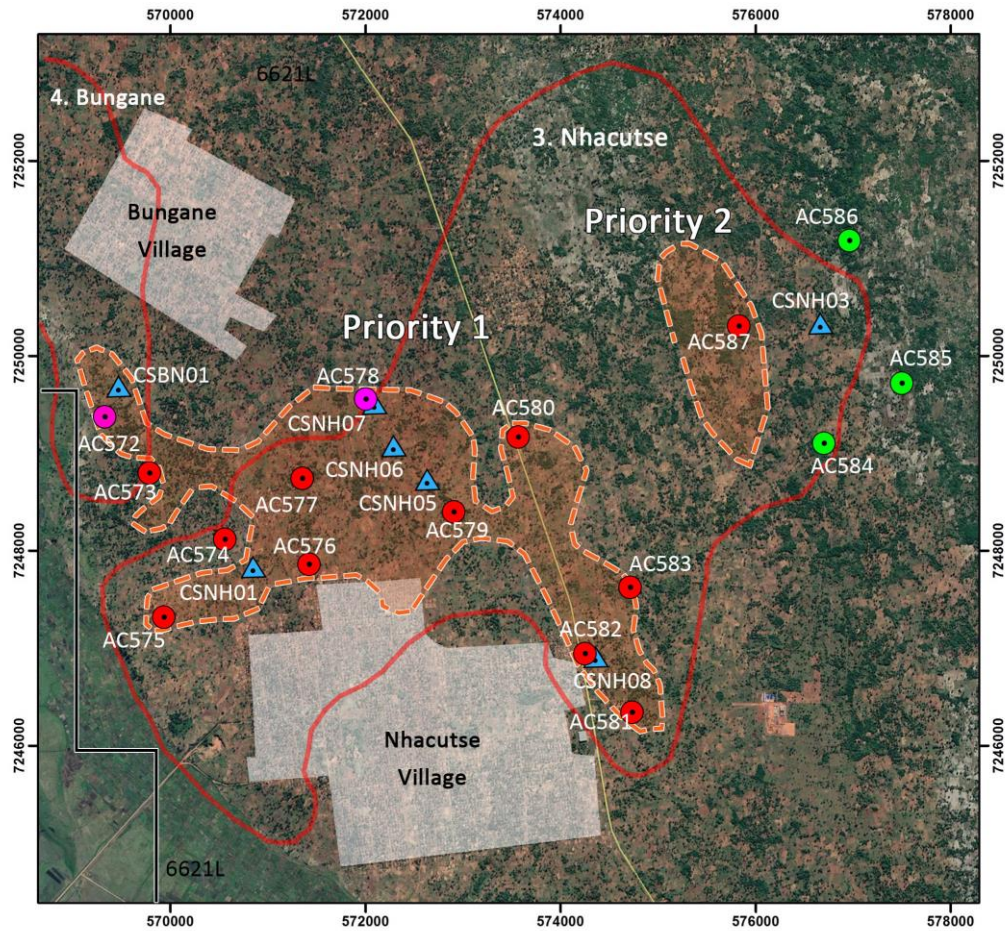 570000
572000
574000
576000
578000
6621L
4. Bungane
3. Nhacutse
7252000
7252000
Bungane
Village
Priority 2
AC586
CSNH03
Priority 1
7250000
7250000
AC587
AC585
CSBN01
AC578
AC580
AC572
CSNH07
AC584
CSNH06
AC573
AC577
CSNH05
AC579
7248000
7248000
AC574
AC576
AC583
CSNH01
AC575
AC582
CSNH08
AC581
7246000
7246000
Nhacutse
Village
6621L
570000
572000
574000
576000
578000